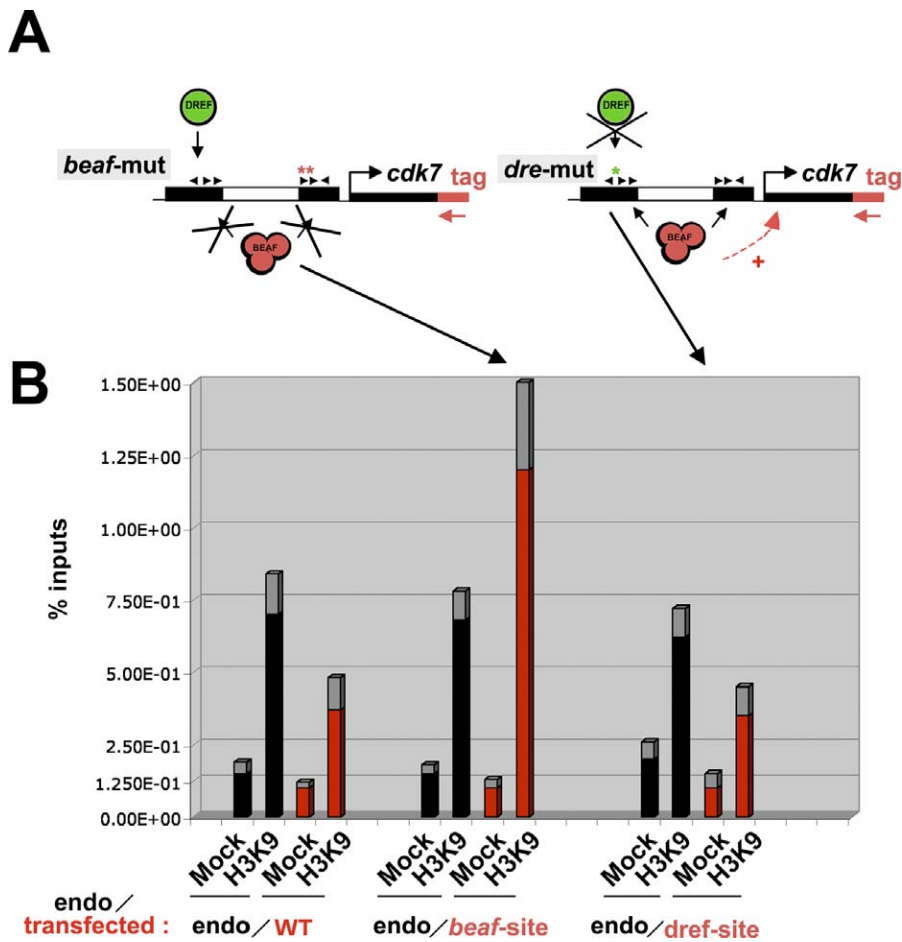 A
DREF
DREF
beaf-mut
**
cdk7
tag
dre-mut
*
cdk7
tag
BEAF
BEAF
+
B
1.50E+00
1.25E+00
1.00E+00
7.50E-01
5.00E-01
2.50E-01
1.250E-01
0.00E+00
% inputs
Mock
H3K9
Mock
H3K9
Mock
H3K9
Mock
H3K9
Mock
H3K9
Mock
H3K9
endo/
transfected :
endo/WT
endo/beaf-site
endo/dref-site